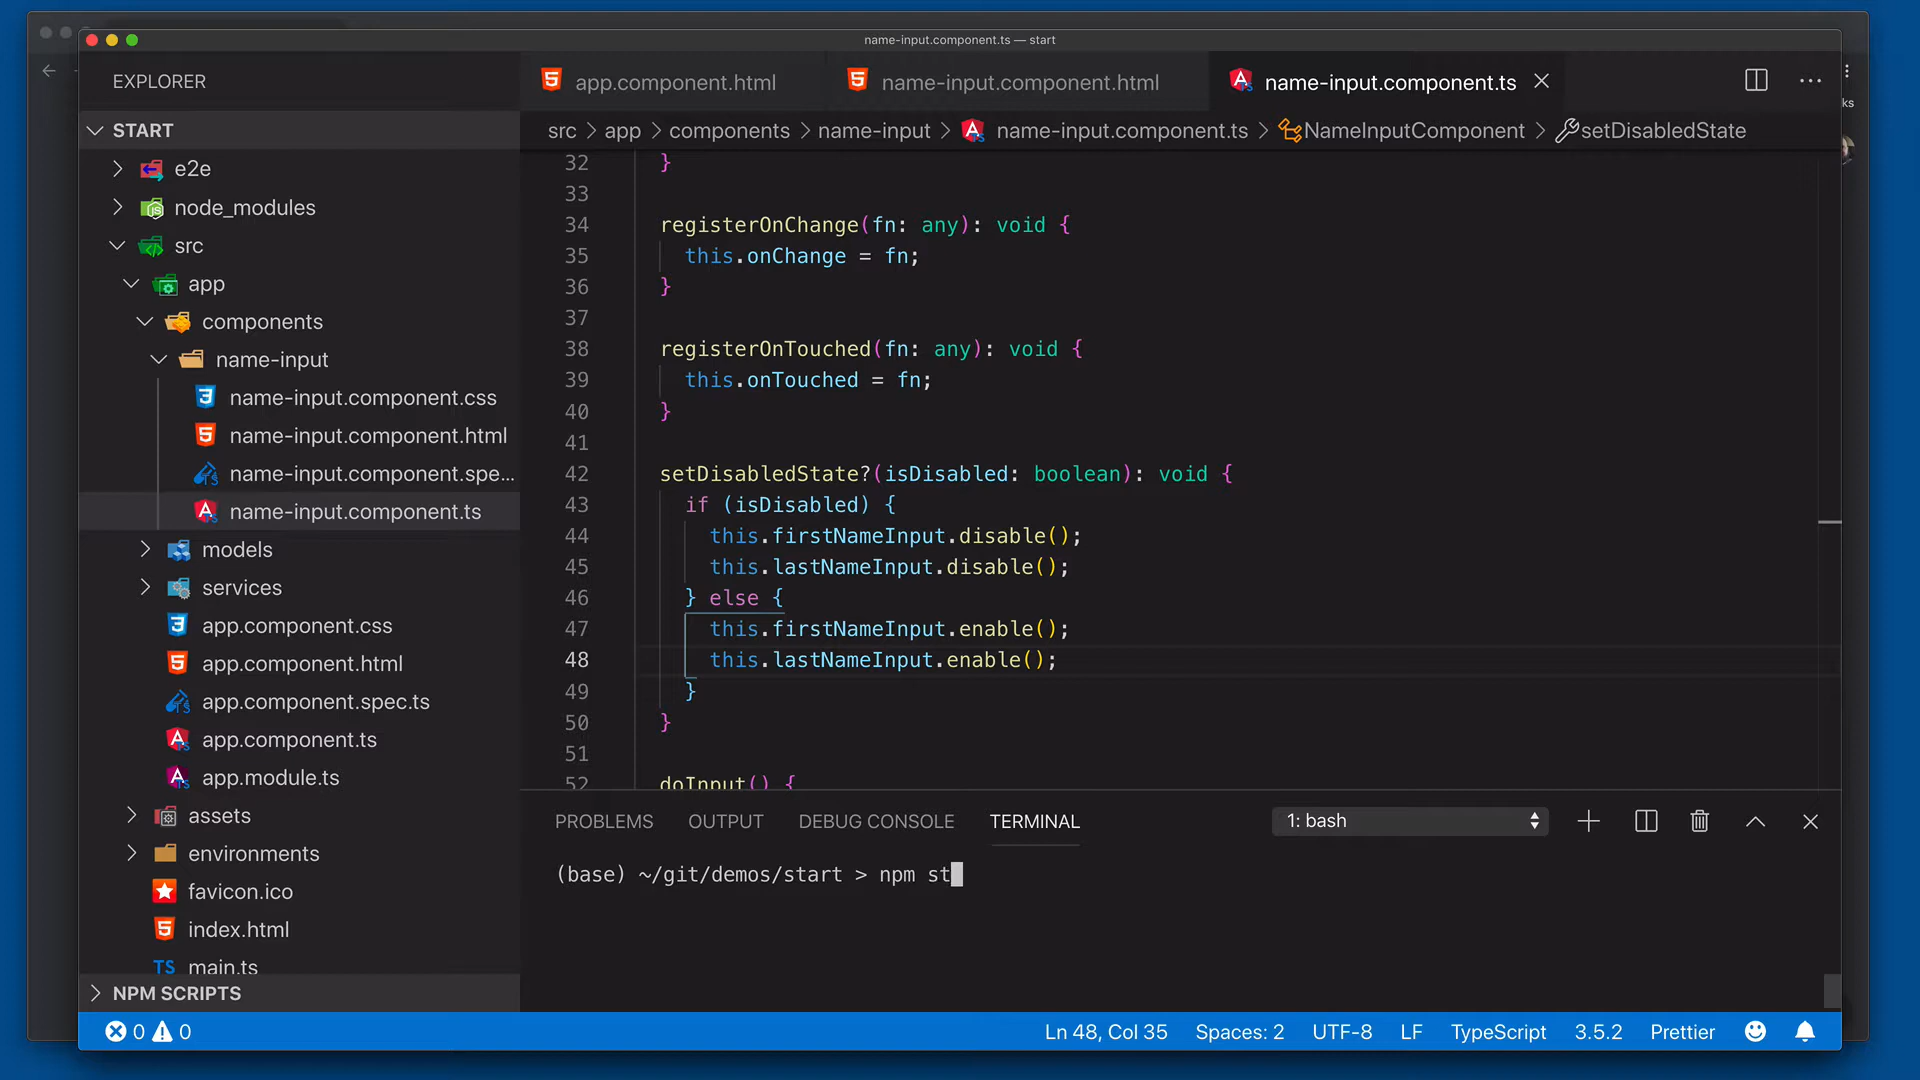 name-input.component.ts — start
EXPLORER
app.component.html
name-input.component.html
name-input.component.ts
ks
START
src > app > components > name-input > name-input.component.ts > NameInputComponent > setDisabledState
e2e
node_modules
src
app
components
name-input
name-input.component.css
name-input.component.html
name-input.component.spe...
name-input.component.ts
models
services
app.component.css
app.component.html
app.component.spec.ts
app.component.ts
app.module.ts
assets
environments
favicon.ico
index.html
TS main.ts
NPM SCRIPTS
32 }
33
34 registerOnChange(fn: any): void {
35 this.onChange = fn;
36 }
37
38 registerOnTouched(fn: any): void {
39 this.onTouched = fn;
40 }
41
42 setDisabledState?(isDisabled: boolean): void {
43 if (isDisabled) {
44 this.firstNameInput.disable();
45 this.lastNameInput.disable();
46 } else {
47 this.firstNameInput.enable();
48 this.lastNameInput.enable();
49 }
50 }
51
52 doInput() {
PROBLEMS OUTPUT DEBUG CONSOLE TERMINAL 1: bash
(base) ~/git/demos/start > npm st
0 0 Ln 48, Col 35 Spaces: 2 UTF-8 LF TypeScript 3.5.2 Prettier